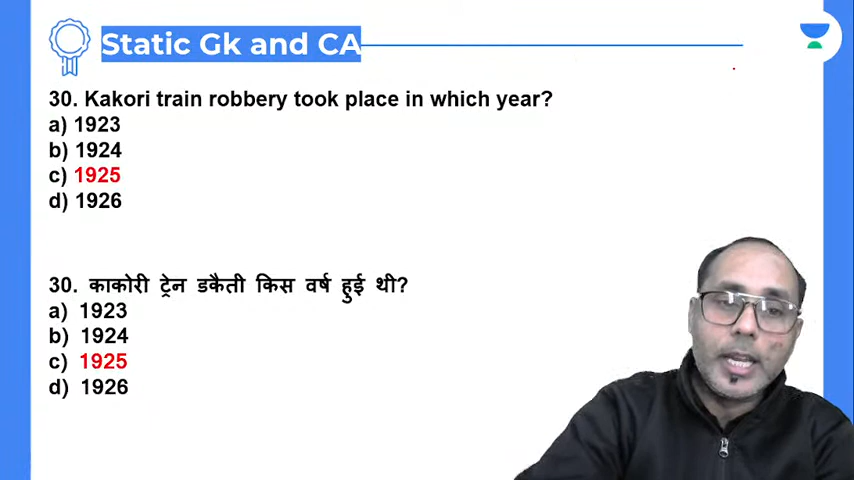 Static Gk and CA
30. Kakori train robbery took place in which year?
a) 1923
b) 1924
c) 1925
d) 1926
30. काकोरी ट्रेन डकैती किस वर्ष हुई थी?
a) 1923
b) 1924
c) 1925
d) 1926